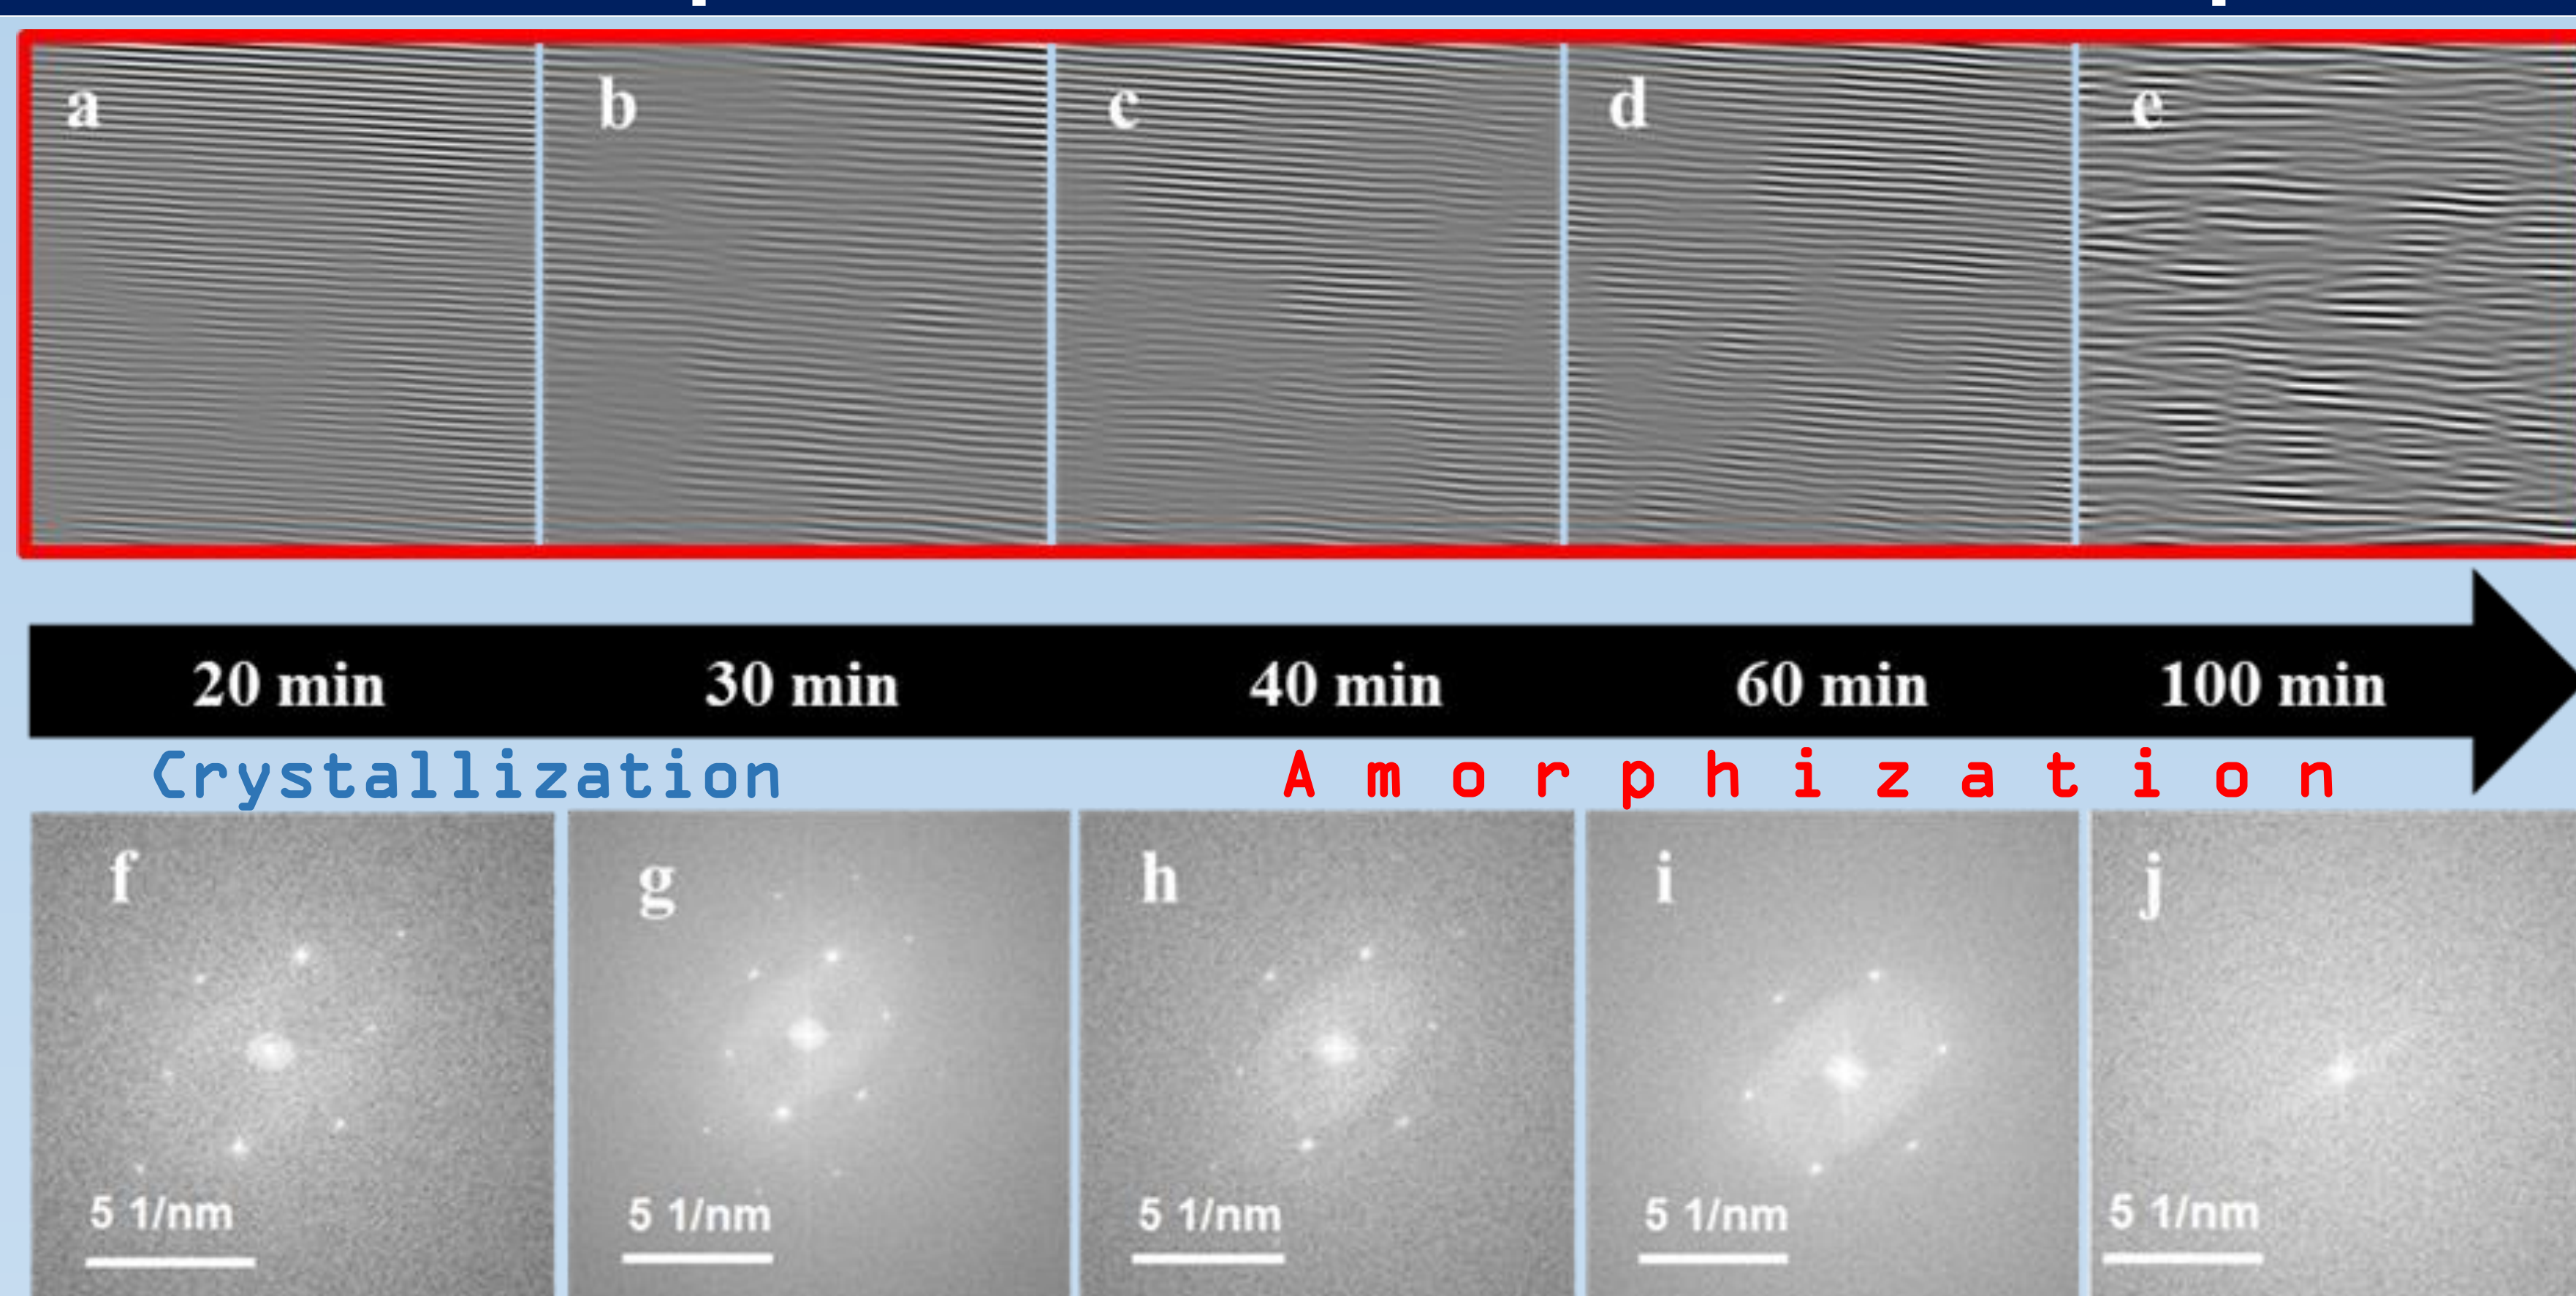 a b c d e
20 min 30 min 40 min 60 min 100 min
Crystallization Amorphization
f g h i j
5 1/nm 5 1/nm 5 1/nm 5 1/nm 5 1/nm